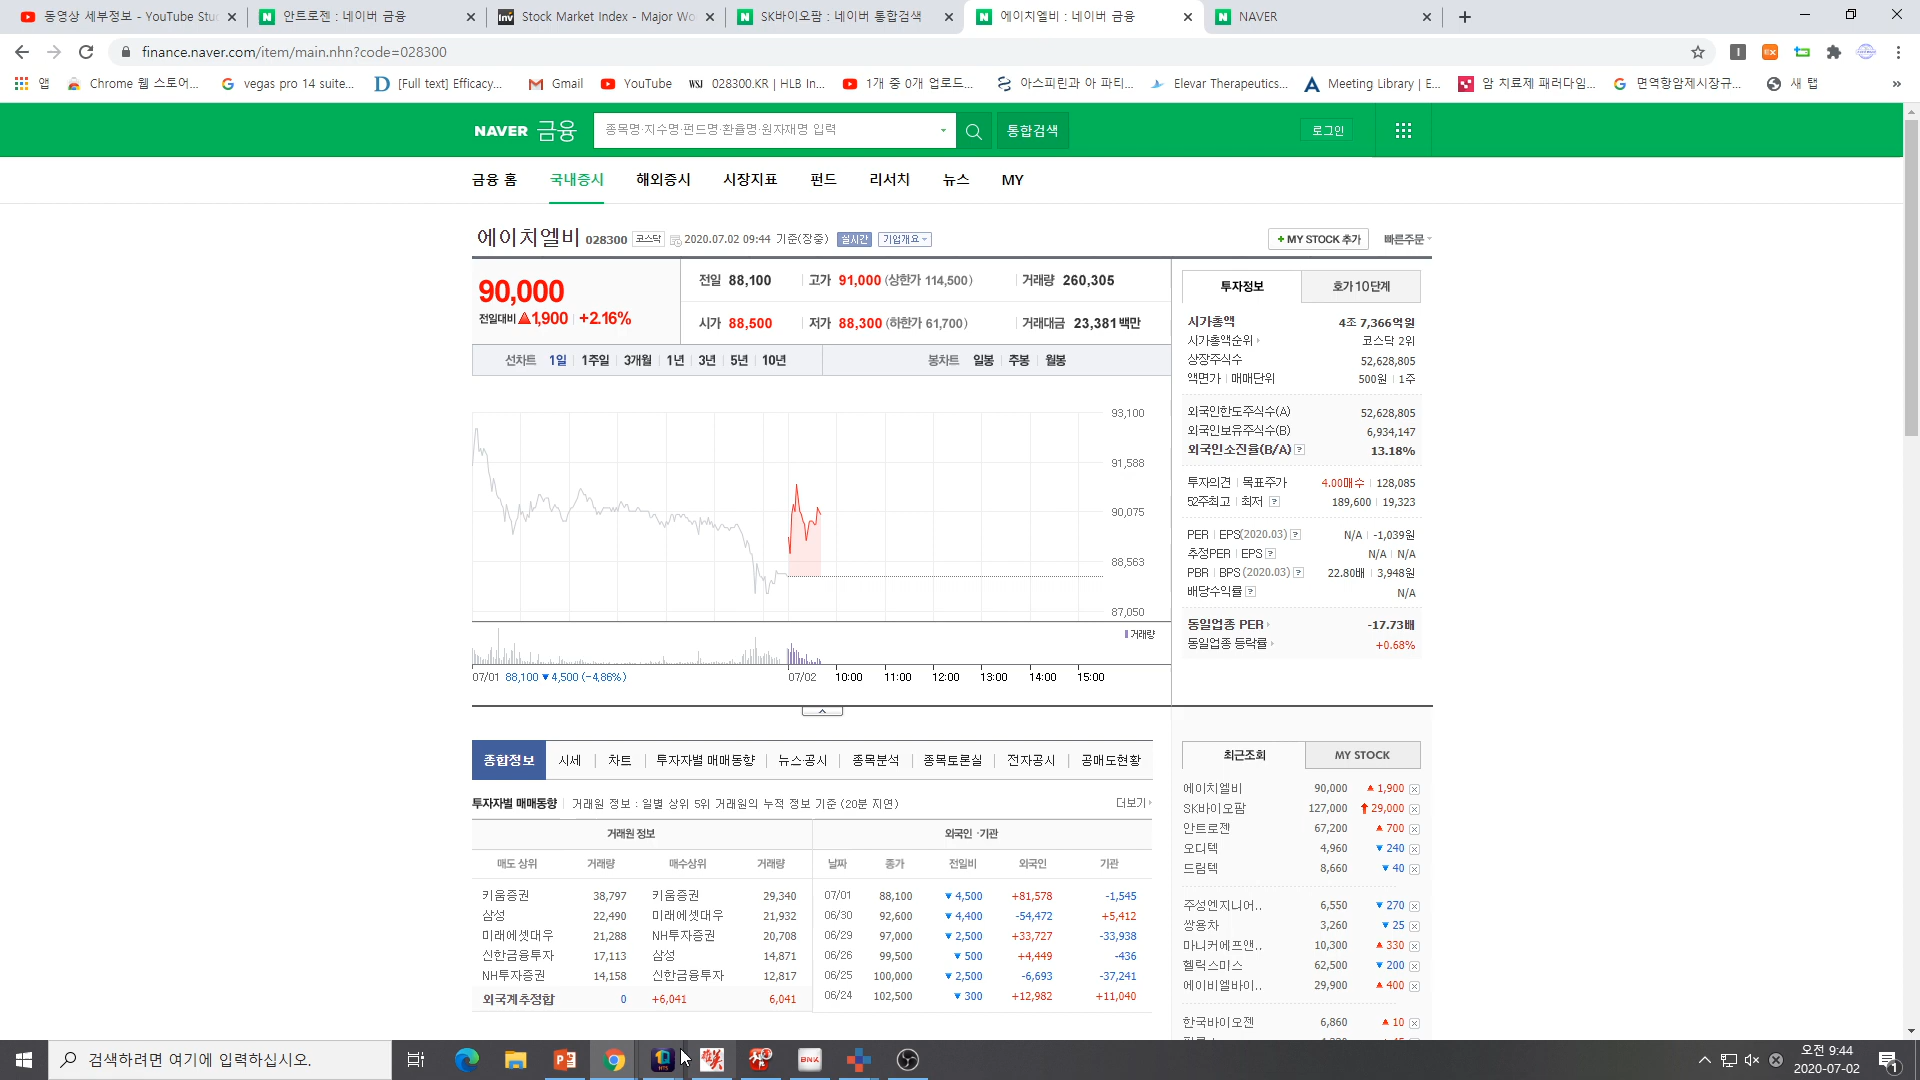 동영상 세부정보 - YouTube Stu
안트로젠 : 네이버 금융
Stock Market Index - Major Wo
SK바이오팜 : 네이버 통합검색
에이치엘비 : 네이버 금융
NAVER
finance.naver.com/item/main.nhn?code=028300
앱
Chrome 웹 스토어...
vegas pro 14 suite...
[Full text] Efficacy...
Gmail
YouTube
028300.KR | HLB In...
1개 중 0개 업로드...
아스피린과 아 파티...
Elevar Therapeutics...
Meeting Library | E...
암 치료제 패러다임...
면역항암제시장규...
새 탭
NAVER 금융
종목명·지수명·펀드명·환율명·원자재명 입력
통합검색
로그인
금융 홈 국내증시 해외증시 시장지표 펀드 리서치 뉴스 MY
에이치엘비 028300 코스닥 2020.07.02 09:44 기준(장중) 실시간 기업개요
+ MY STOCK 추가 빠른주문
90,000
전일대비 ▲1,900 +2.16%
전일 88,100 고가 91,000 (상한가 114,500) 거래량 260,305
시가 88,500 저가 88,300 (하한가 61,700) 거래대금 23,381 백만
선차트 1일 1주일 3개월 1년 3년 5년 10년 봉차트 일봉 주봉 월봉
93,100
91,588
90,075
88,563
87,050
거래량
07/01 88,100 ▼4,500 (-4,86%) 07/02 10:00 11:00 12:00 13:00 14:00 15:00
투자정보 호가 10단계
시가총액 4조 7,366억원
시가총액순위 코스닥 2위
상장주식수 52,628,805
액면가 매매단위 500원 1주
외국인한도주식수(A) 52,628,805
외국인보유주식수(B) 6,934,147
외국인소진율(B/A) ? 13.18%
투자의견 목표주가 4.00매수 128,085
52주최고 최저 ? 189,600 19,323
PER EPS(2020.03) ? N/A -1,039원
추정PER EPS ? N/A N/A
PBR BPS (2020.03) ? 22.80배 3,948원
배당수익률 ? N/A
동일업종 PER -17.73배
동일업종 등락률 +0.68%
종합정보 시세 차트 투자자별 매매동향 뉴스·공시 종목분석 종목토론실 전자공시 공매도현황
투자자별 매매동향 거래원 정보 : 일별 상위 5위 거래원의 누적 정보 기준 (20분 지연) 더보기
거래원 정보 외국인·기관
매도 상위 거래량 매수상위 거래량 날짜 종가 전일비 외국인 기관
키움증권 38,797 키움증권 29,340 07/01 88,100 ▼ 4,500 +81,578 -1,545
삼성 22,490 미래에셋대우 21,932 06/30 92,600 ▼ 4,400 -54,472 +5,412
미래에셋대우 21,288 NH투자증권 20,708 06/29 97,000 ▼ 2,500 +33,727 -33,938
신한금융투자 17,113 삼성 14,871 06/26 99,500 ▼ 500 +4,449 -436
NH투자증권 14,158 신한금융투자 12,817 06/25 100,000 ▼ 2,500 -6,693 -37,241
외국계추정합 0 +6,041 6,041 06/24 102,500 ▼ 300 +12,982 +11,040
최근조회 MY STOCK
에이치엘비 90,000 ▲ 1,900
SK바이오팜 127,000 ↑ 29,000
안트로젠 67,200 ▲ 700
오디텍 4,960 ▼ 240
드림텍 8,660 ▼ 40
주성엔지니어.. 6,550 ▼ 270
쌍용차 3,260 ▼ 25
마니커에프앤.. 10,300 ▲ 330
헬릭스미스 62,500 ▼ 200
에이비엘바이.. 29,900 ▲ 400
한국바이오젠 6,860 ▲ 10
검색하려면 여기에 입력하십시오.
HTS
BNK
오전 9:44
2020-07-02
1